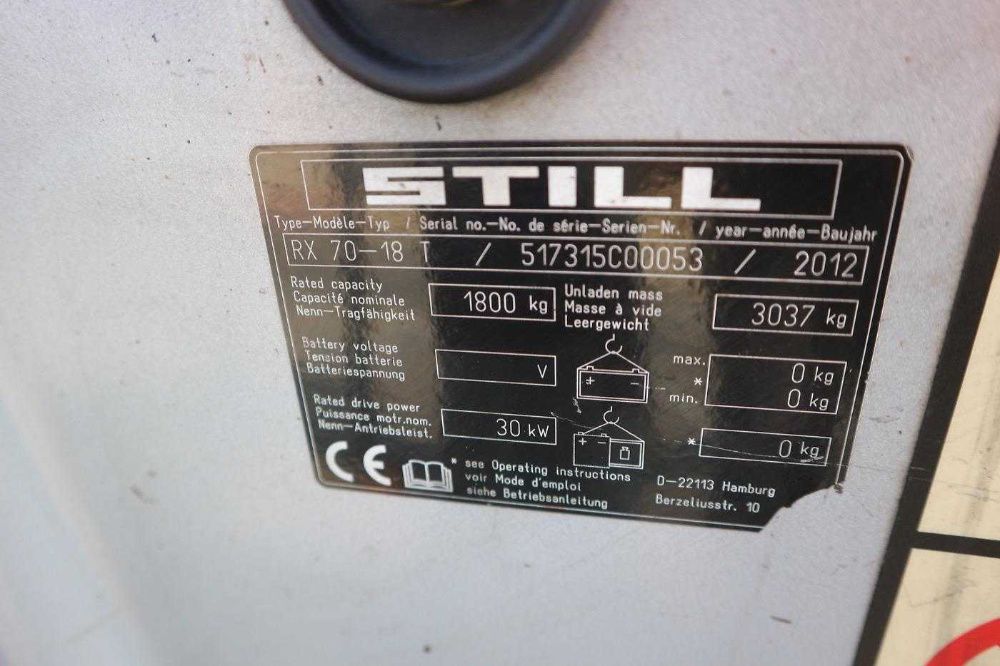 STILL
Type-Modèle-Typ / Serial no.-No. de série-Serien-Nr. / year-année-Baujahr
RX 70-18 T / 517315C00053 / 2012
Rated capacity
Capacité nominale
Nenn-Tragfähigkeit
1800 kg
Unladen mass
Masse à vide
Leergewicht
3037 kg
Battery voltage
Tension batterie
Batteriespannung
V
+ -
max.
*
min.
0 kg
0 kg
Rated drive power
Puissance motr.nom.
Nenn-Antriebsleist.
30 kW
+ -
*
0 kg
CE
* see Operating instructions
voir Mode d'emploi
siehe Betriebsanleitung
D-22113 Hamburg
Berzeliusstr. 10